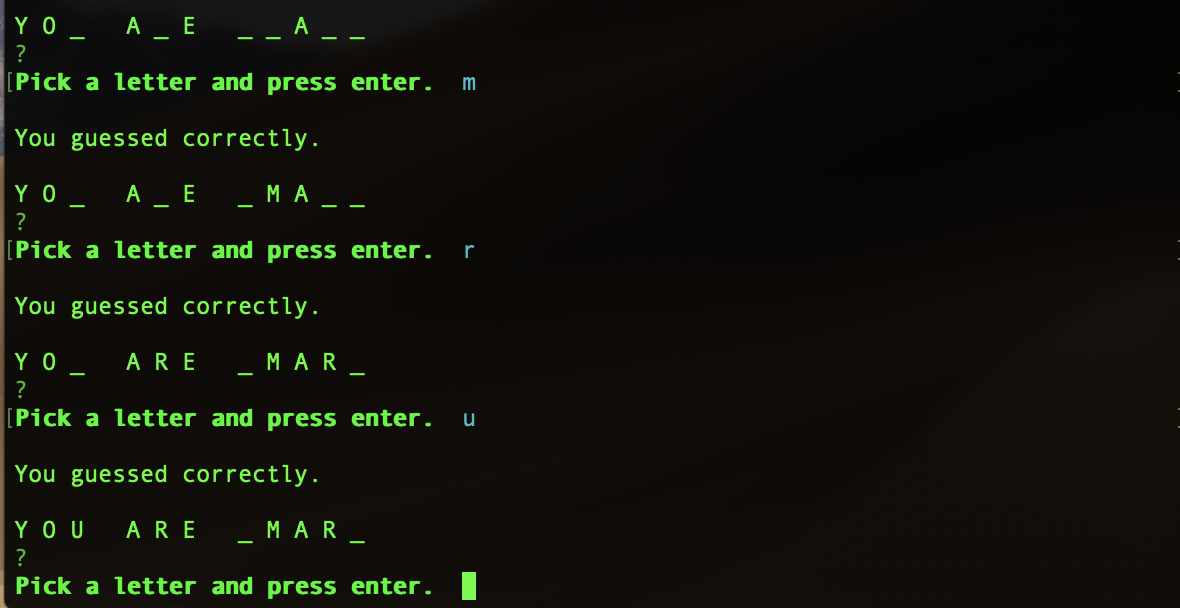 Y O _   A _ E   _ _ A _ _
?
[Pick a letter and press enter.  m
You guessed correctly.
Y O _   A _ E   _ M A _ _
?
[Pick a letter and press enter.  r
You guessed correctly.
Y O _   A R E   _ M A R _
?
[Pick a letter and press enter.  u
You guessed correctly.
Y O U   A R E   _ M A R _
?
Pick a letter and press enter.